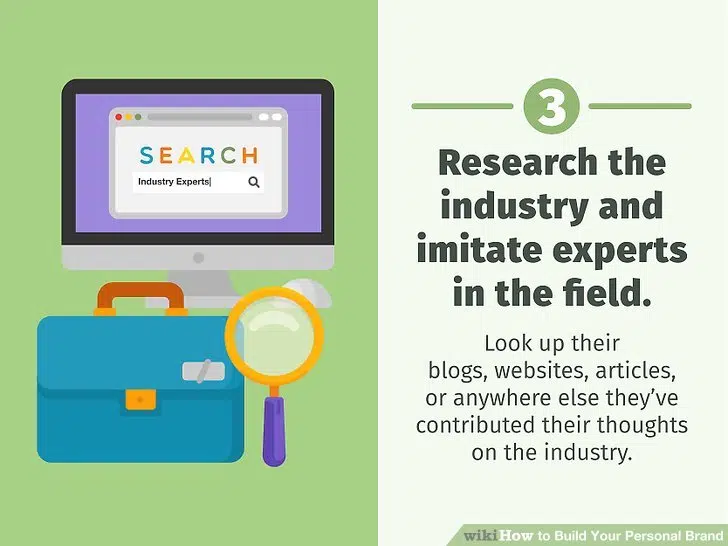 SEARCH
Industry Experts
3
Research the
industry and
imitate experts
in the field.
Look up their
blogs, websites, articles,
or anywhere else they’ve
contributed their thoughts
on the industry.
wikiHow to Build Your Personal Brand